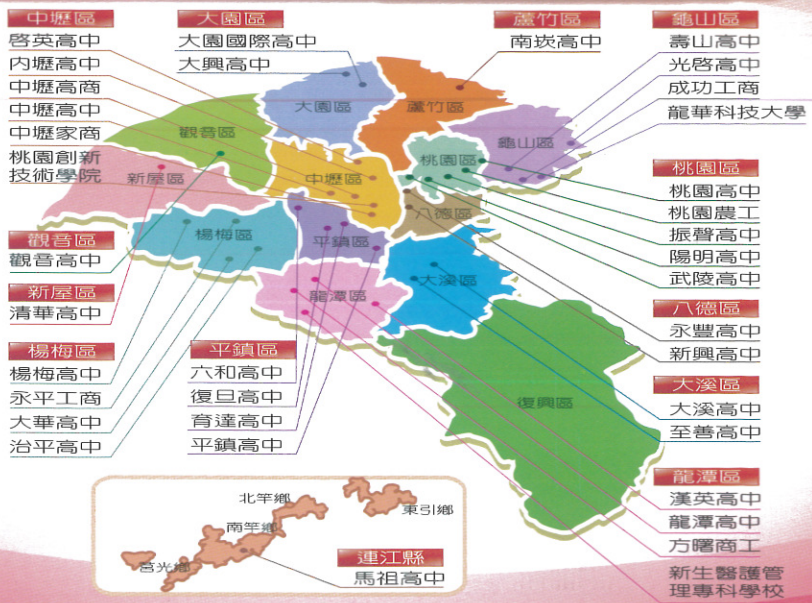 中壢區
啓英高中
內壢高中
中壢高商
中壢高中
中壢家商
桃園創新
技術學院
大園區
大園國際高中
大興高中
蘆竹區
南崁高中
龜山區
壽山高中
光啓高中
成功工商
龍華科技大學
大園區
蘆竹區
觀音區
龜山區
桃園區
中壢區
新屋區
八德區
楊梅區
平鎮區
大溪區
龍潭區
復興區
桃園區
桃園高中
桃園農工
振聲高中
陽明高中
武陵高中
觀音區
觀音高中
新屋區
清華高中
八德區
永豐高中
新興高中
楊梅區
楊梅高中
永平工商
大華高中
治平高中
平鎮區
六和高中
復旦高中
育達高中
平鎮高中
大溪區
大溪高中
至善高中
龍潭區
漢英高中
龍潭高中
方曙商工
新生醫護管
理專科學校
北竿鄉
東引鄉
南竿鄉
莒光鄉
連江縣
馬祖高中